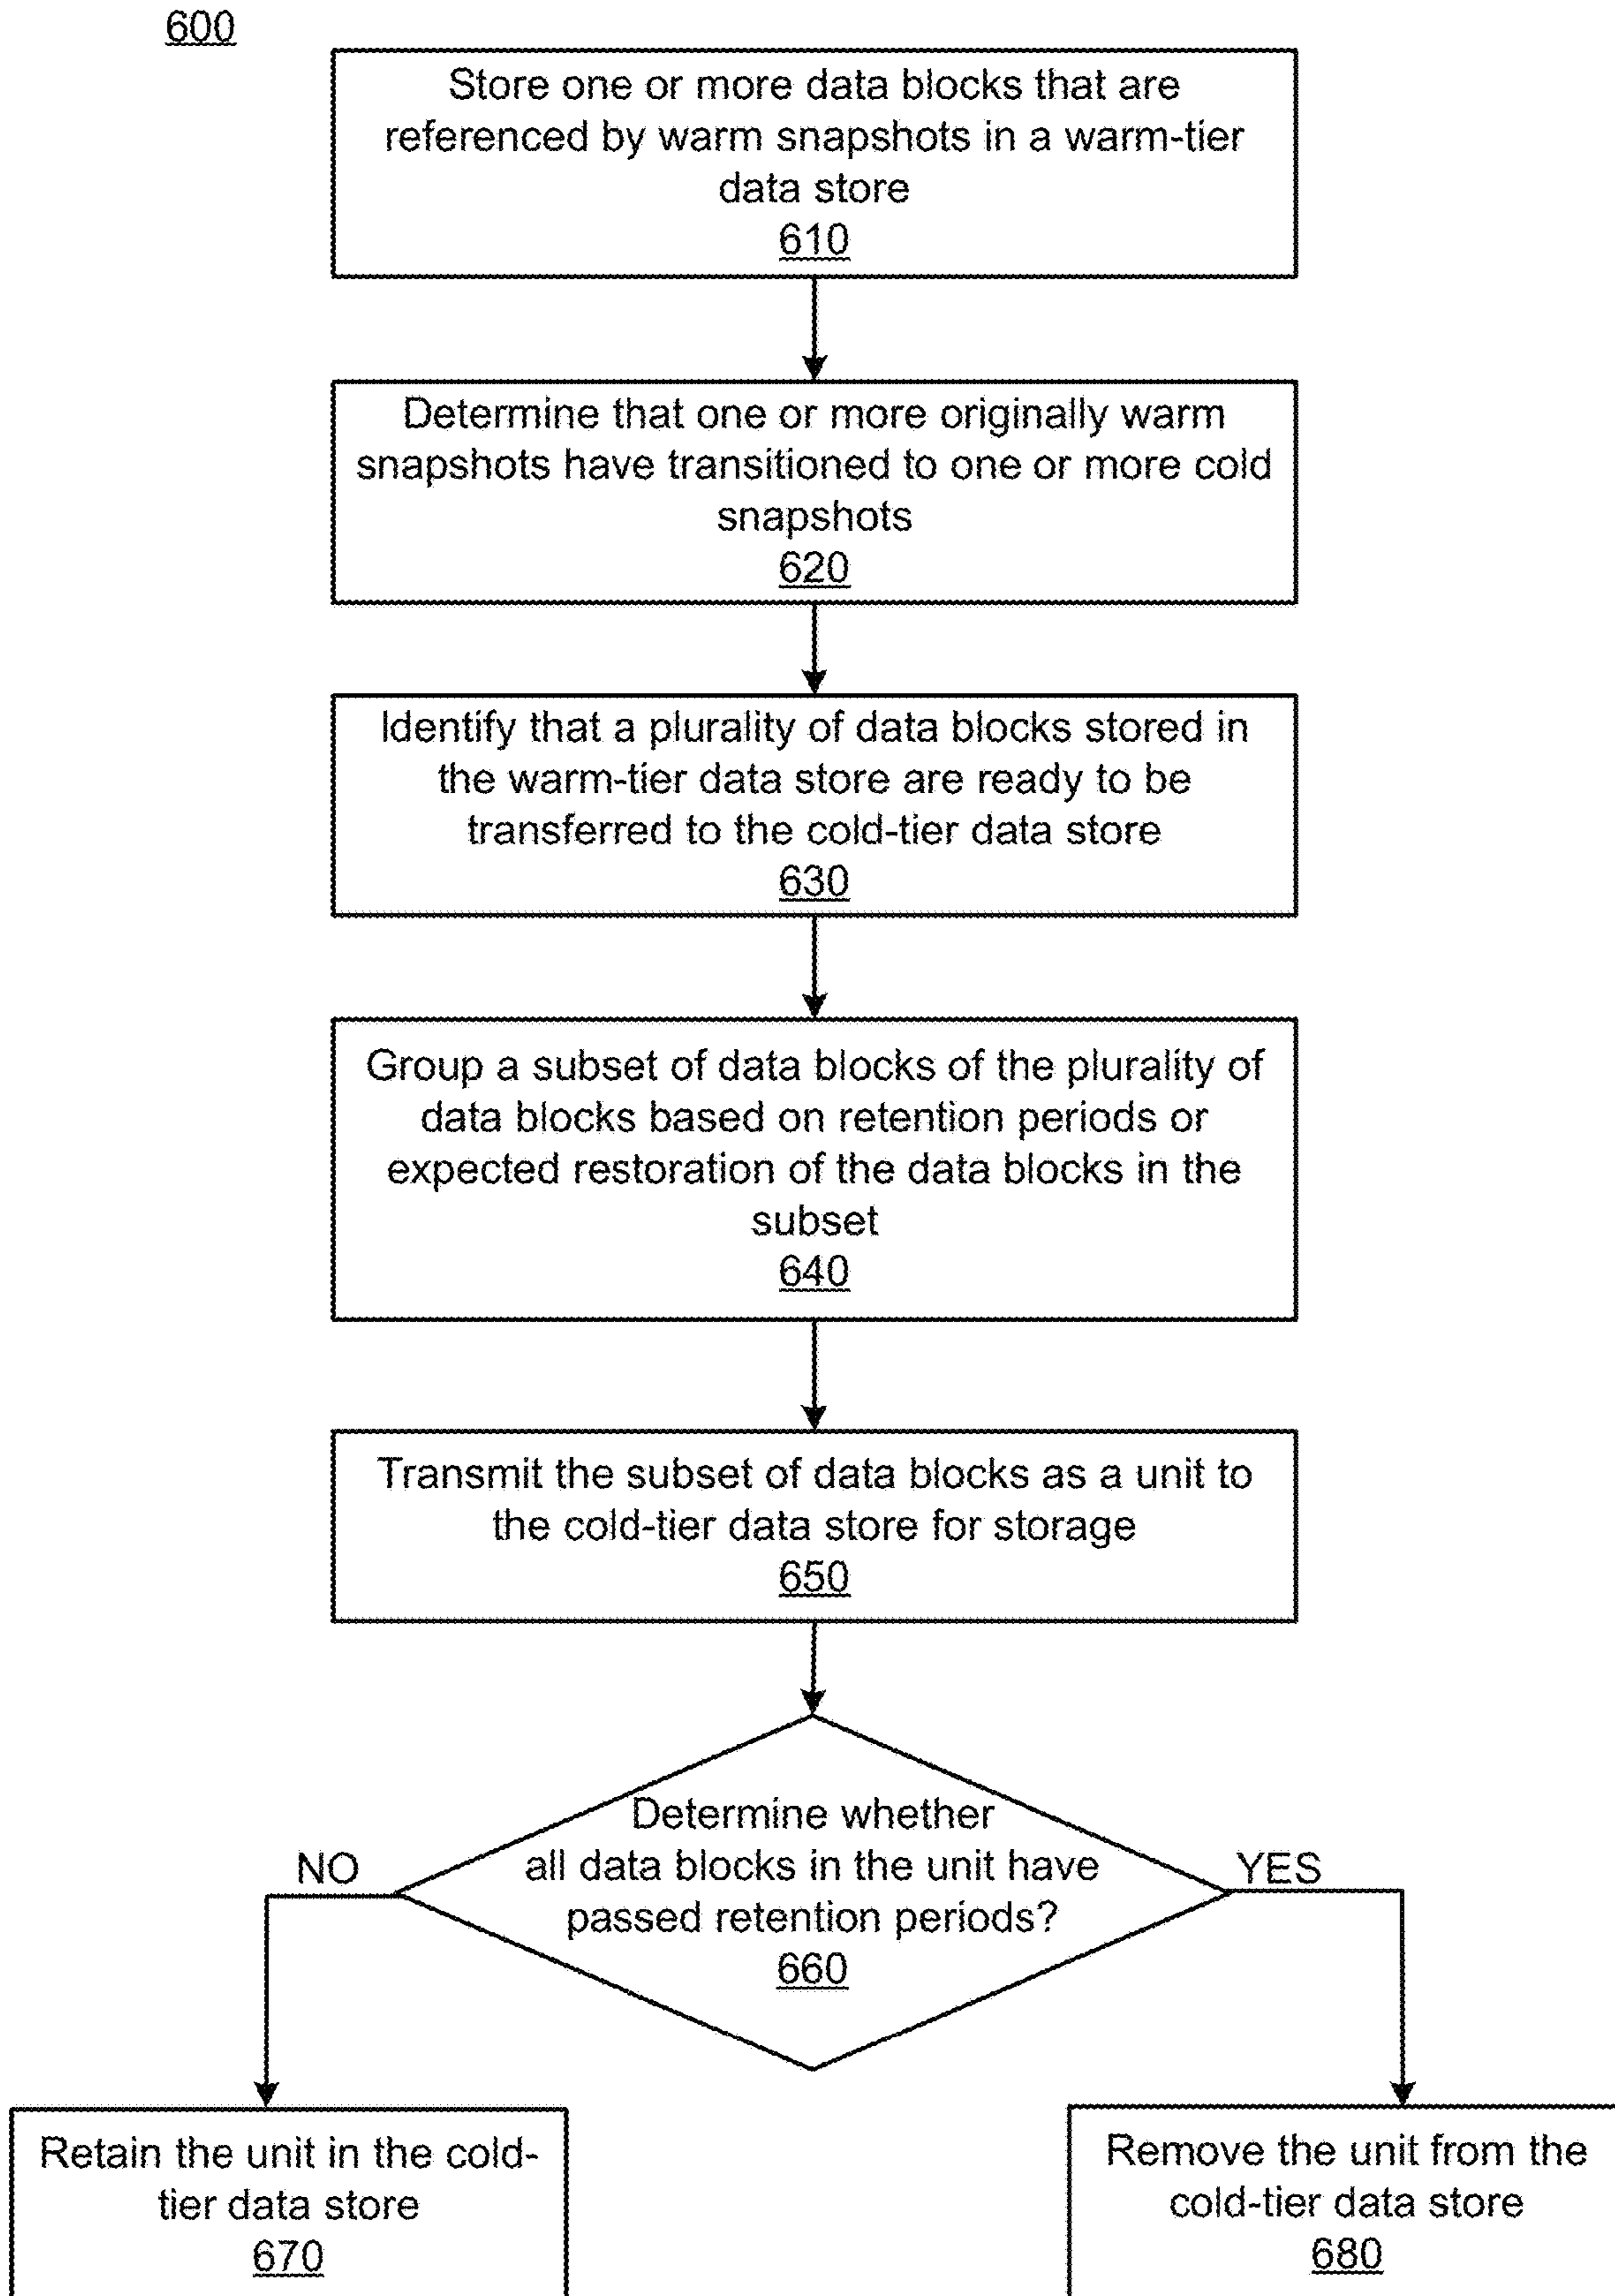 600
Store one or more data blocks that are
referenced by warm snapshots in a warm-tier
data store
610
Determine that one or more originally warm
snapshots have transitioned to one or more cold
snapshots
620
Identify that a plurality of data blocks stored in
the warm-tier data store are ready to be
transferred to the cold-tier data store
630
Group a subset of data blocks of the plurality of
data blocks based on retention periods or
expected restoration of the data blocks in the
subset
640
Transmit the subset of data blocks as a unit to
the cold-tier data store for storage
650
Determine whether
all data blocks in the unit have
passed retention periods?
660
NO
YES
Retain the unit in the cold-
tier data store
670
Remove the unit from the
cold-tier data store
680